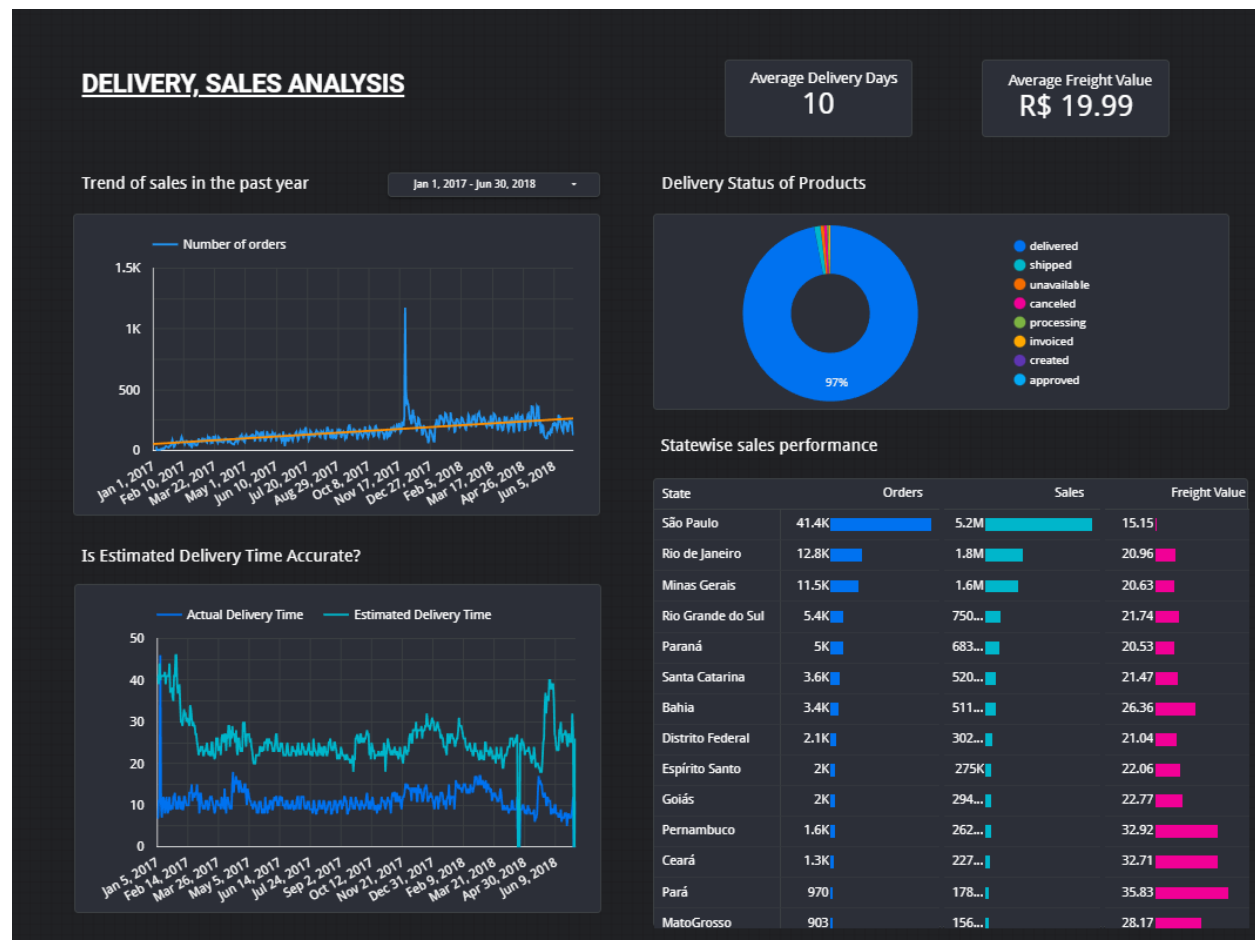 DELIVERY, SALES ANALYSIS
Average Delivery Days
10
Average Freight Value
R$ 19.99
Trend of sales in the past year
Jan 1, 2017 - Jun 30, 2018
Number of orders
1.5K
1K
500
0
Jan 1, 2017
Feb 10, 2017
Mar 22, 2017
May 1, 2017
Jun 10, 2017
Jul 20, 2017
Aug 29, 2017
Oct 8, 2017
Nov 17, 2017
Dec 27, 2017
Feb 5, 2018
Mar 17, 2018
Apr 26, 2018
Jun 5, 2018
Delivery Status of Products
97%
delivered
shipped
unavailable
canceled
processing
invoiced
created
approved
Is Estimated Delivery Time Accurate?
Actual Delivery Time
Estimated Delivery Time
50
40
30
20
10
0
Jan 5, 2017
Feb 14, 2017
Mar 26, 2017
May 5, 2017
Jun 14, 2017
Jul 24, 2017
Sep 2, 2017
Oct 12, 2017
Nov 21, 2017
Dec 31, 2017
Feb 9, 2018
Mar 21, 2018
Apr 30, 2018
Jun 9, 2018
Statewise sales performance
State Orders Sales Freight Value
São Paulo 41.4K 5.2M 15.15
Rio de Janeiro 12.8K 1.8M 20.96
Minas Gerais 11.5K 1.6M 20.63
Rio Grande do Sul 5.4K 750... 21.74
Paraná 5K 683... 20.53
Santa Catarina 3.6K 520... 21.47
Bahia 3.4K 511... 26.36
Distrito Federal 2.1K 302... 21.04
Espírito Santo 2K 275K 22.06
Goiás 2K 294... 22.77
Pernambuco 1.6K 262... 32.92
Ceará 1.3K 227... 32.71
Pará 970 178... 35.83
MatoGrosso 903 156... 28.17